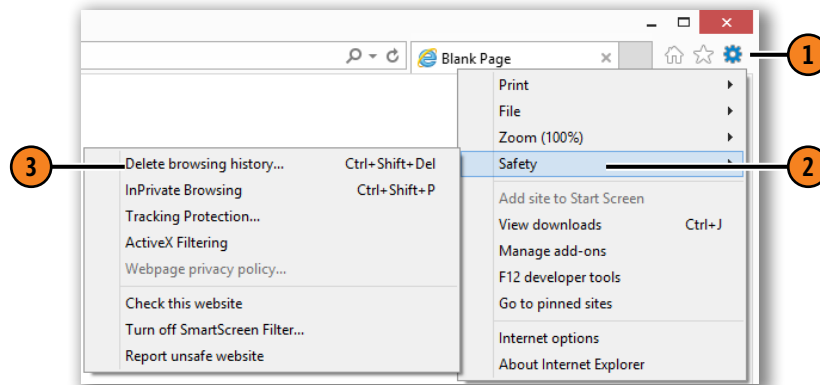 Blank Page
1
Print
File
Zoom (100%)
Safety
2
Add site to Start Screen
View downloads Ctrl+J
Manage add-ons
F12 developer tools
Go to pinned sites
Internet options
About Internet Explorer
3
Delete browsing history... Ctrl+Shift+Del
InPrivate Browsing Ctrl+Shift+P
Tracking Protection...
ActiveX Filtering
Webpage privacy policy...
Check this website
Turn off SmartScreen Filter...
Report unsafe website